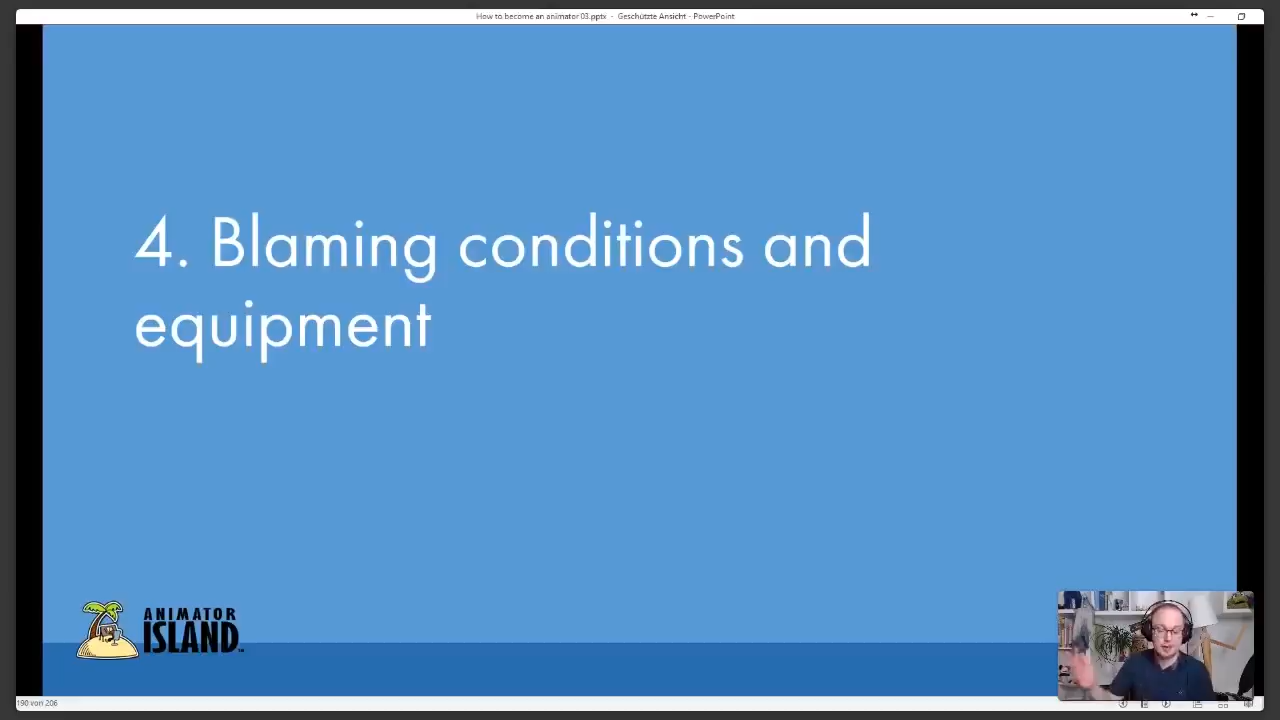 How to become an animator 03.pptx - Geschützte Ansicht - PowerPoint
4. Blaming conditions and
equipment
ANIMATOR
ISLAND
190 von 206